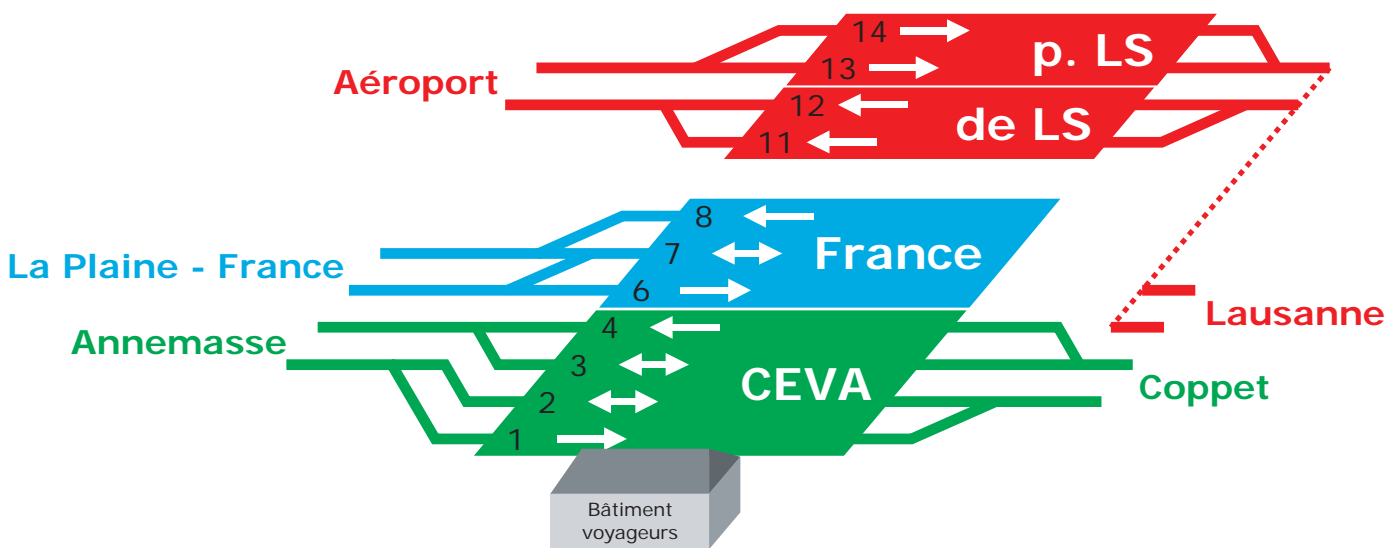 14
p. LS
13
Aéroport
12
de LS
11
8
7
France
La Plaine - France
6
Lausanne
4
Annemasse
3
CEVA
Coppet
2
1
Bâtiment
voyageurs